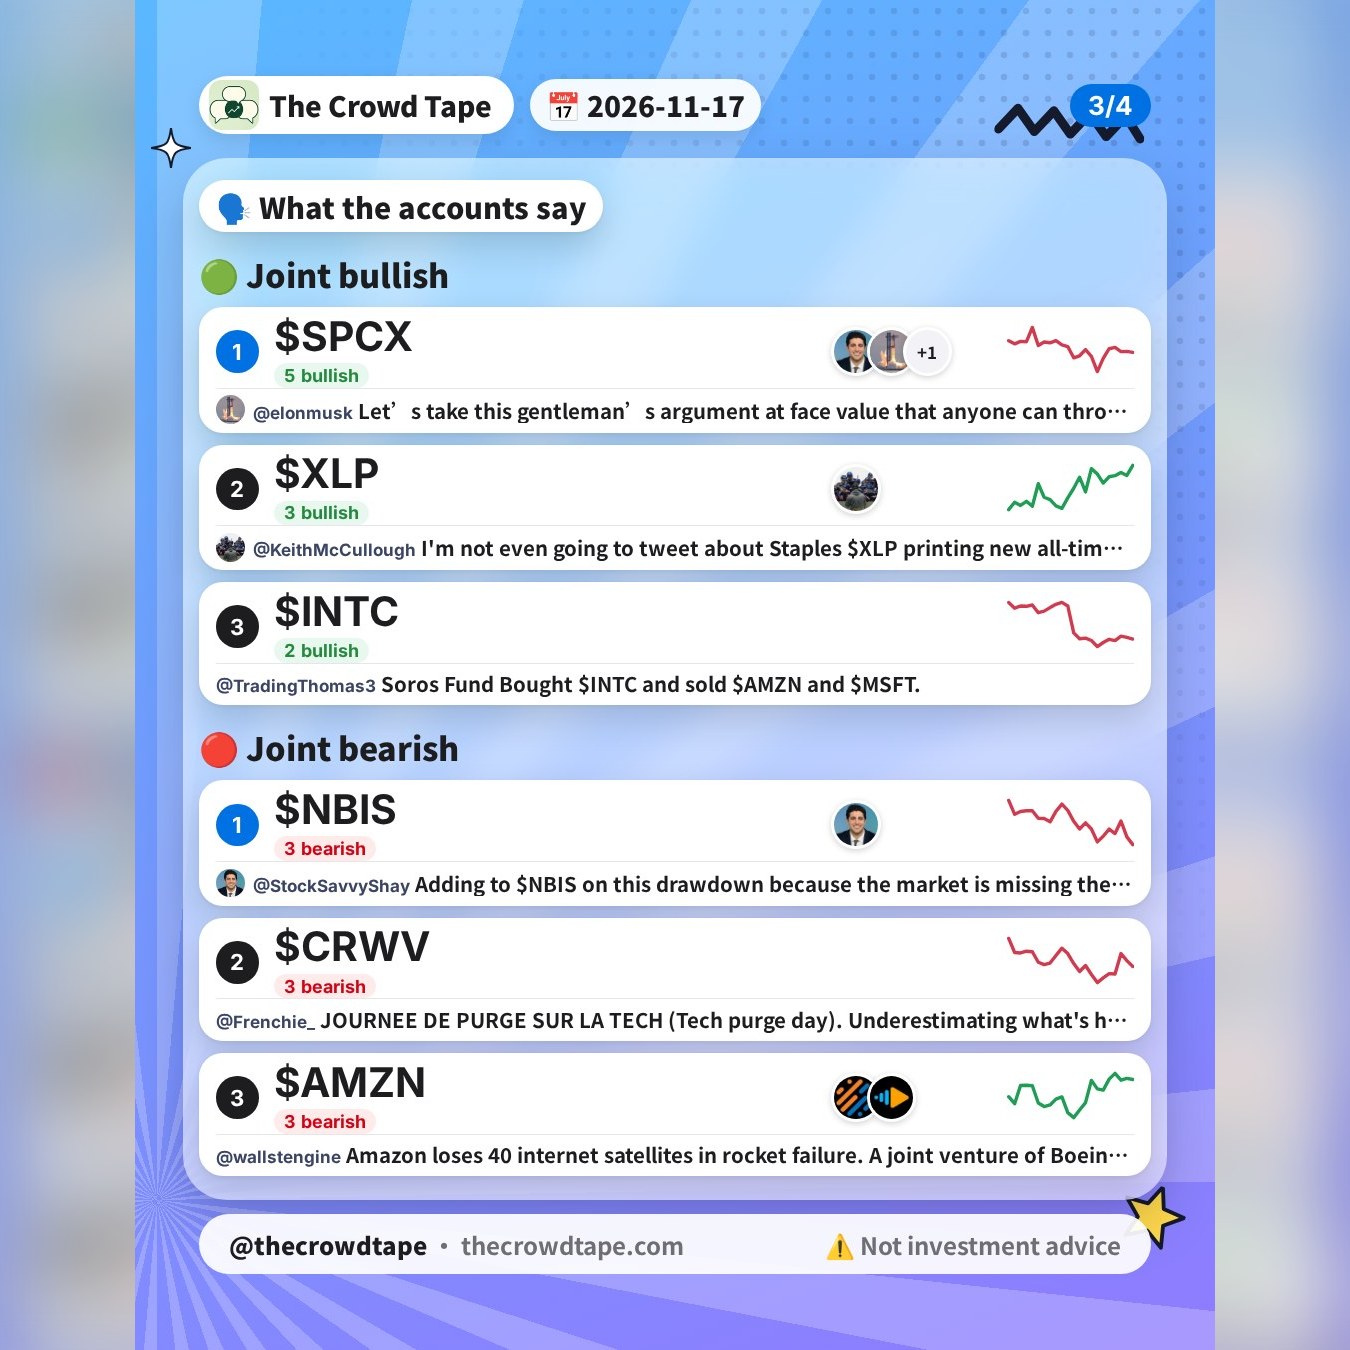 The Crowd Tape
July 17 2026-11-17
3/4
What the accounts say
Joint bullish
1 $SPCX
5 bullish
+1
@elonmusk Let’s take this gentleman’s argument at face value that anyone can thro…
2 $XLP
3 bullish
@KeithMcCullough I'm not even going to tweet about Staples $XLP printing new all-tim…
3 $INTC
2 bullish
@TradingThomas3 Soros Fund Bought $INTC and sold $AMZN and $MSFT.
Joint bearish
1 $NBIS
3 bearish
@StockSavvyShay Adding to $NBIS on this drawdown because the market is missing the…
2 $CRWV
3 bearish
@Frenchie_ JOURNEE DE PURGE SUR LA TECH (Tech purge day). Underestimating what's h…
3 $AMZN
3 bearish
@wallstengine Amazon loses 40 internet satellites in rocket failure. A joint venture of Boein…
@thecrowdtape • thecrowdtape.com
Not investment advice